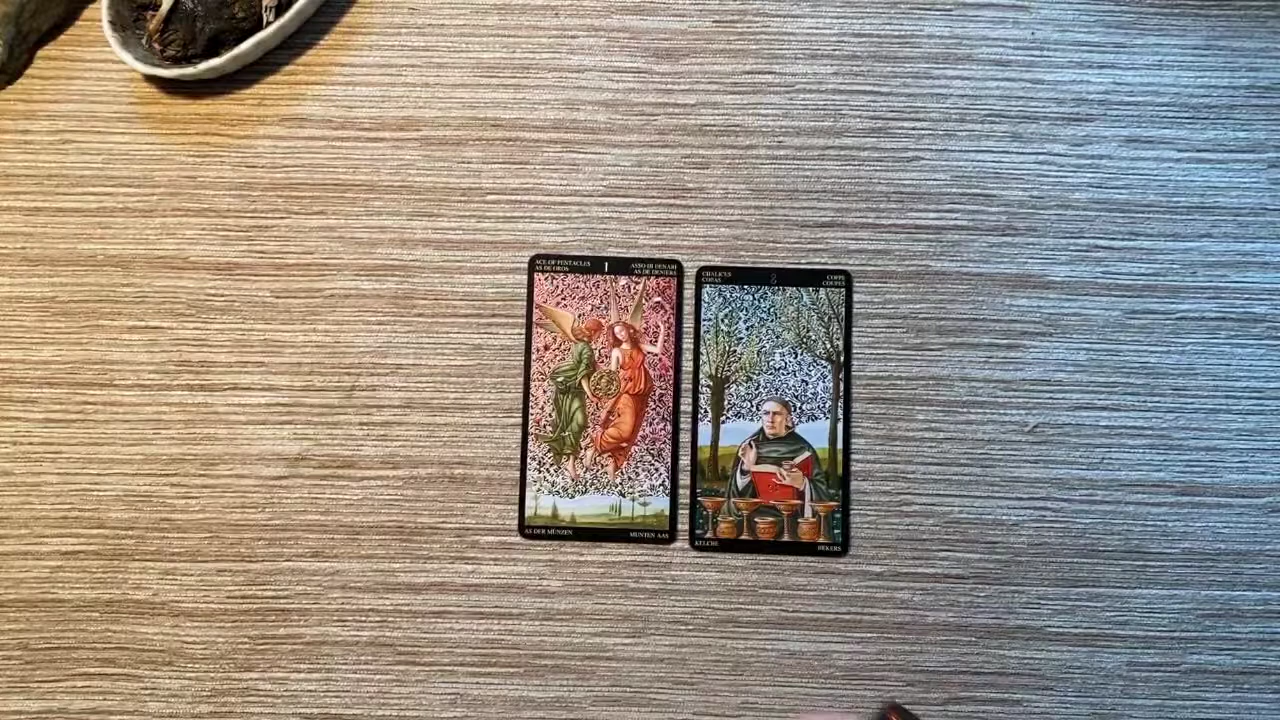 ACE OF PENTACLES
AS DE OROS
1
ASSO DI DENARI
AS DE DENIERS
AS DER MÜNZEN
MUNTEN AAS
CHALICES
COPAS
8
COPPE
COUPES
KELCHE
BEKERS